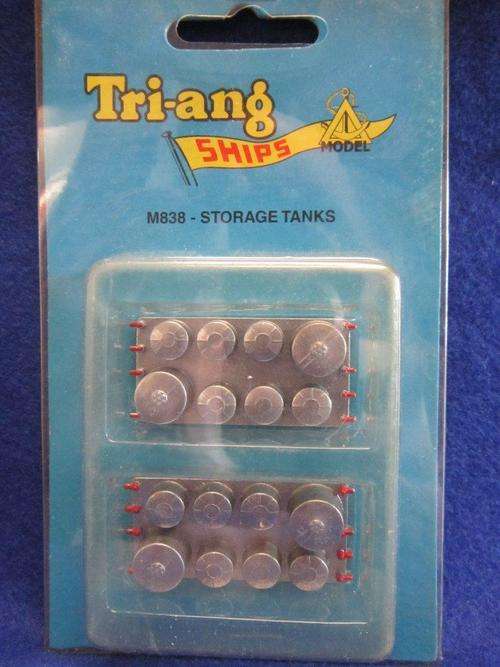 Tri-ang
SHIPS
MODEL
M838 - STORAGE TANKS